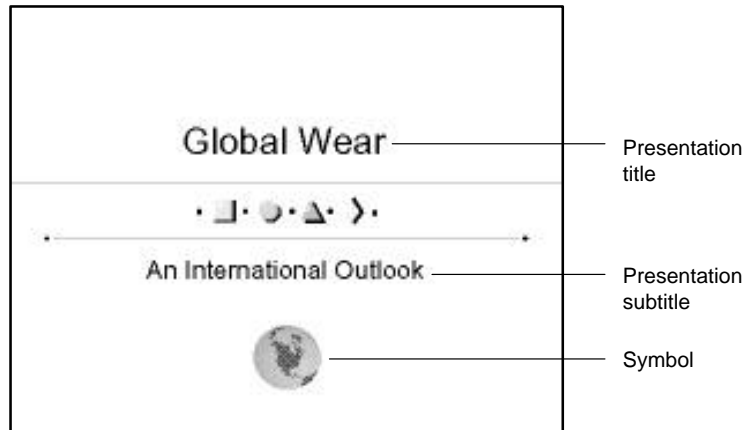 Global Wear
Presentation
title
An International Outlook
Presentation
subtitle
Symbol